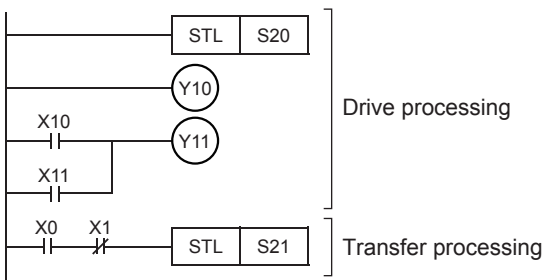 STL S20
Y10
Drive processing
X10
Y11
X11
X0 X1
STL S21
Transfer processing